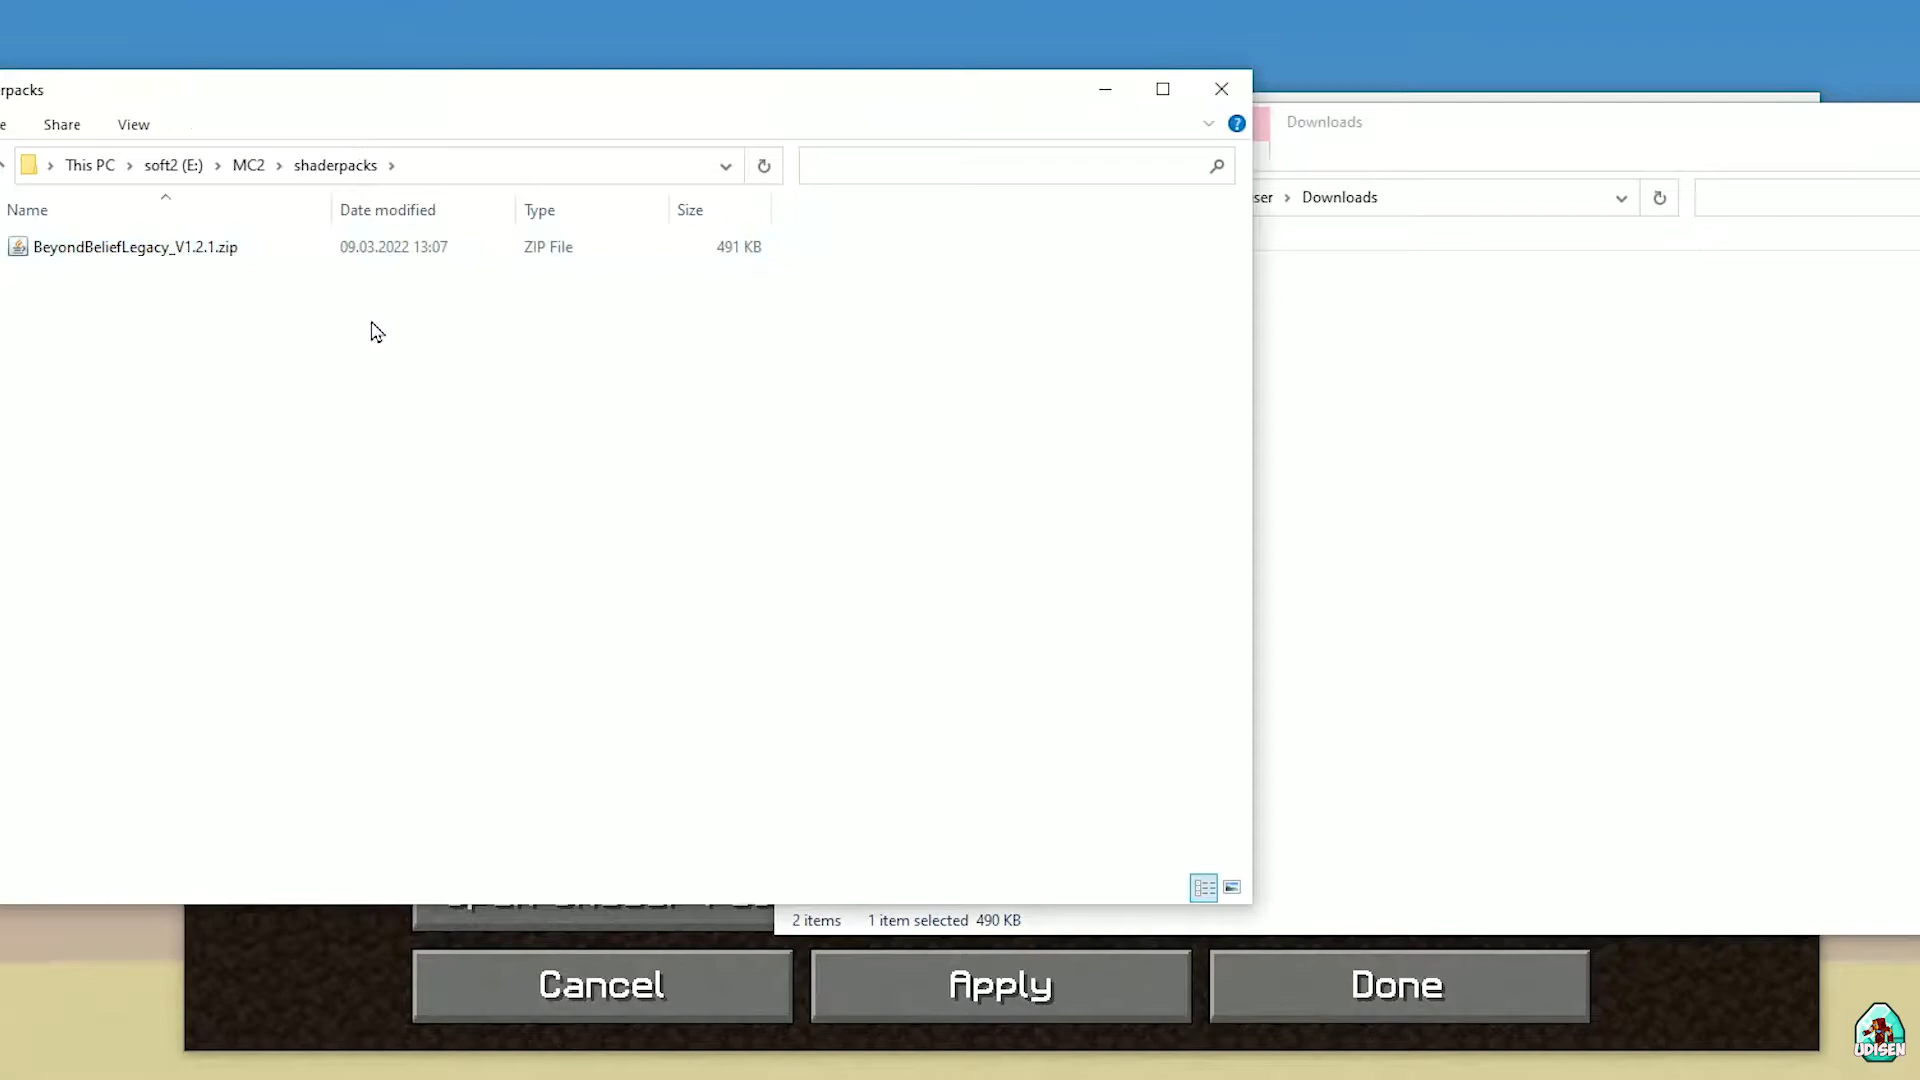 rpacks
e Share View
This PC > soft2 (E:) > MC2 > shaderpacks >
Name Date modified Type Size
BeyondBeliefLegacy_V1.2.1.zip 09.03.2022 13:07 ZIP File 491 KB
Downloads
ser > Downloads
2 items 1 item selected 490 KB
Cancel Apply Done
UDISEN